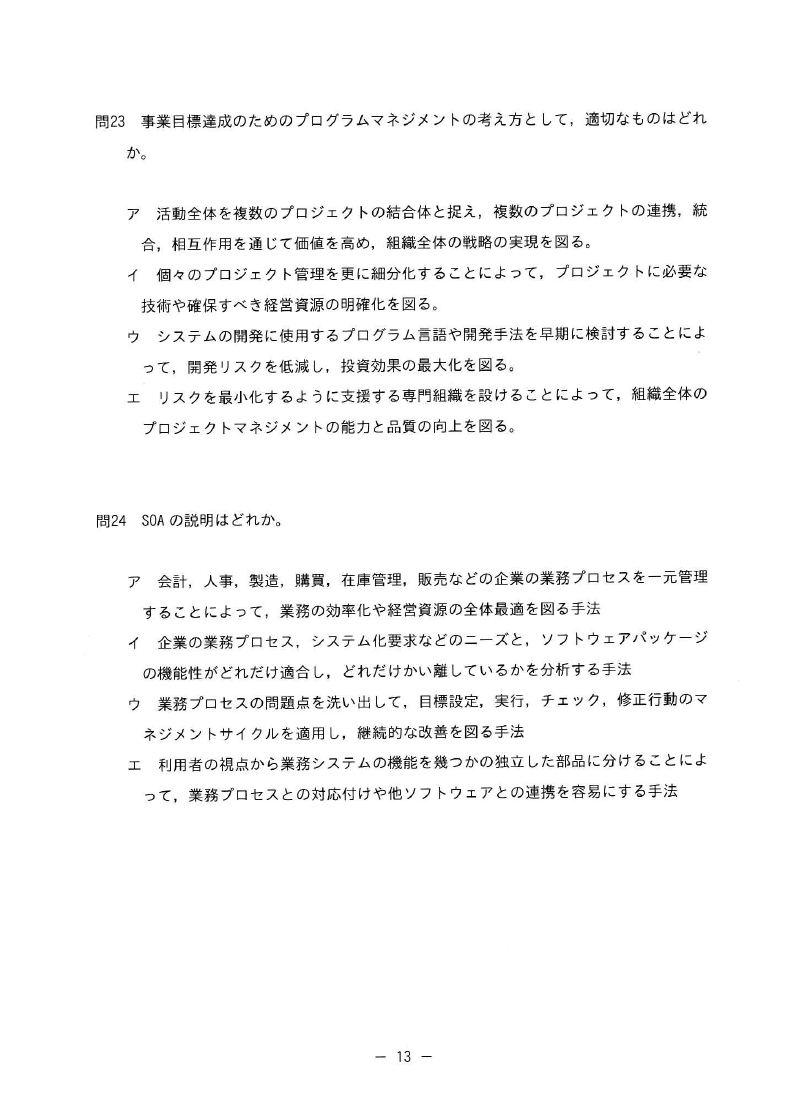 問23 事業目標達成のためのプログラムマネジメントの考え方として，適切なものはどれ
か。
ア 活動全体を複数のプロジェクトの結合体と捉え，複数のプロジェクトの連携，統
合，相互作用を通じて価値を高め，組織全体の戦略の実現を図る。
イ 個々のプロジェクト管理を更に細分化することによって，プロジェクトに必要な
技術や確保すべき経営資源の明確化を図る。
ウ システムの開発に使用するプログラム言語や開発手法を早期に検討することによ
って，開発リスクを低減し，投資効果の最大化を図る。
エ リスクを最小化するように支援する専門組織を設けることによって，組織全体の
プロジェクトマネジメントの能力と品質の向上を図る。
問24 SOA の説明はどれか。
ア 会計，人事，製造，購買，在庫管理，販売などの企業の業務プロセスを一元管理
することによって，業務の効率化や経営資源の全体最適を図る手法
イ 企業の業務プロセス，システム化要求などのニーズと，ソフトウェアパッケージ
の機能性がどれだけ適合し，どれだけかい離しているかを分析する手法
ウ 業務プロセスの問題点を洗い出して，目標設定，実行，チェック，修正行動のマ
ネジメントサイクルを適用し，継続的な改善を図る手法
エ 利用者の視点から業務システムの機能を幾つかの独立した部品に分けることによ
って，業務プロセスとの対応付けや他ソフトウェアとの連携を容易にする手法
－ 13 －